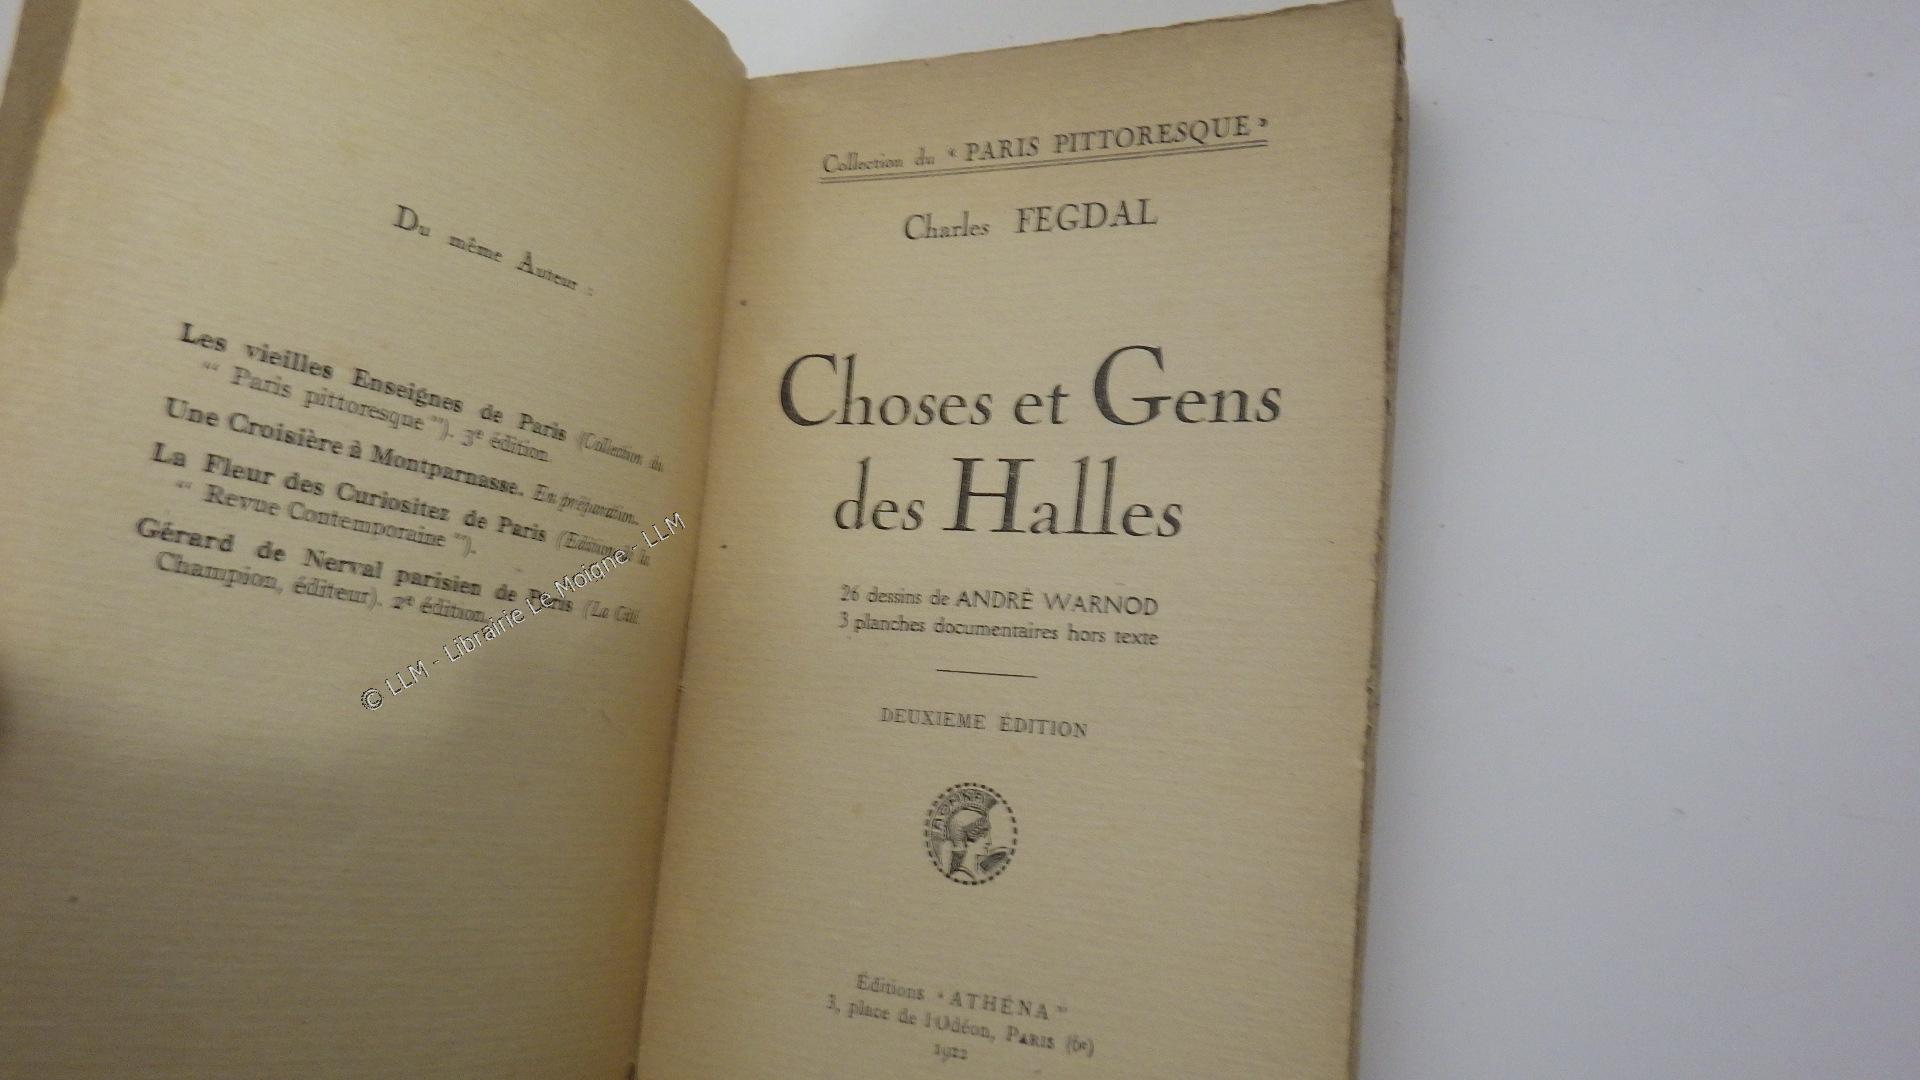 Du même Auteur :
Les vieilles Enseignes de Paris (Collection du
"" Paris pittoresque ""). 3e édition.
Une Croisière à Montparnasse. En préparation.
La Fleur des Curiositez de Paris (Editions de la
"" Revue Contemporaine "").
Gérard de Nerval parisien de Paris (La Cité.
Champion, éditeur). 2e édition.
© LLM - Librairie Le Moigne - LLM
Collection du « PARIS PITTORESQUE »
Charles FEGDAL
Choses et Gens
des Halles
26 dessins de ANDRÉ WARNOD
3 planches documentaires hors texte
DEUXIEME ÉDITION
Éditions "ATHÉNA"
3, place de l'Odéon, PARIS (6e)
1922